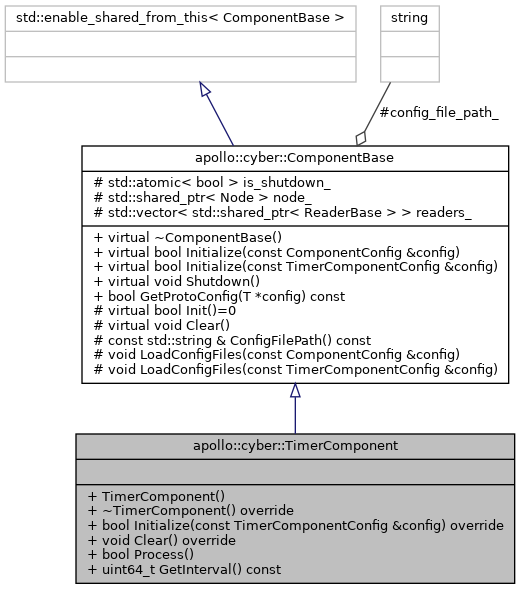 std::enable_shared_from_this< ComponentBase >
string
#config_file_path_
apollo::cyber::ComponentBase
# std::atomic< bool > is_shutdown_
# std::shared_ptr< Node > node_
# std::vector< std::shared_ptr< ReaderBase > > readers_
+ virtual ~ComponentBase()
+ virtual bool Initialize(const ComponentConfig &config)
+ virtual bool Initialize(const TimerComponentConfig &config)
+ virtual void Shutdown()
+ bool GetProtoConfig(T *config) const
# virtual bool Init()=0
# virtual void Clear()
# const std::string & ConfigFilePath() const
# void LoadConfigFiles(const ComponentConfig &config)
# void LoadConfigFiles(const TimerComponentConfig &config)
apollo::cyber::TimerComponent
+ TimerComponent()
+ ~TimerComponent() override
+ bool Initialize(const TimerComponentConfig &config) override
+ void Clear() override
+ bool Process()
+ uint64_t GetInterval() const